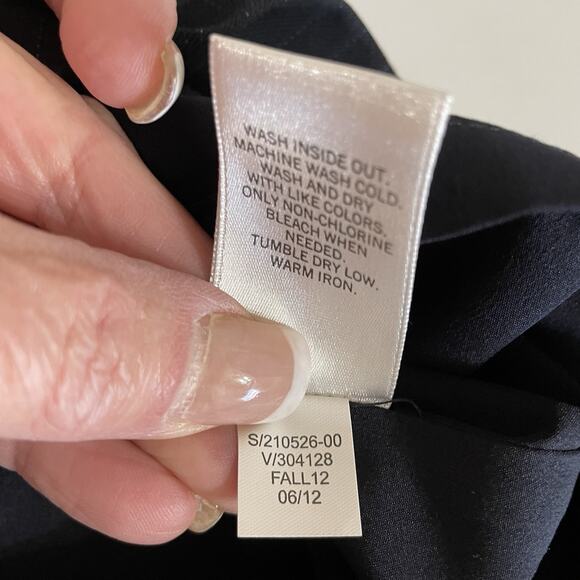 WASH INSIDE OUT.
MACHINE WASH COLD.
WASH AND DRY
WITH LIKE COLORS.
ONLY NON-CHLORINE
BLEACH WHEN
NEEDED.
TUMBLE DRY LOW.
WARM IRON.
S/210526-00
V/304128
FALL12
06/12